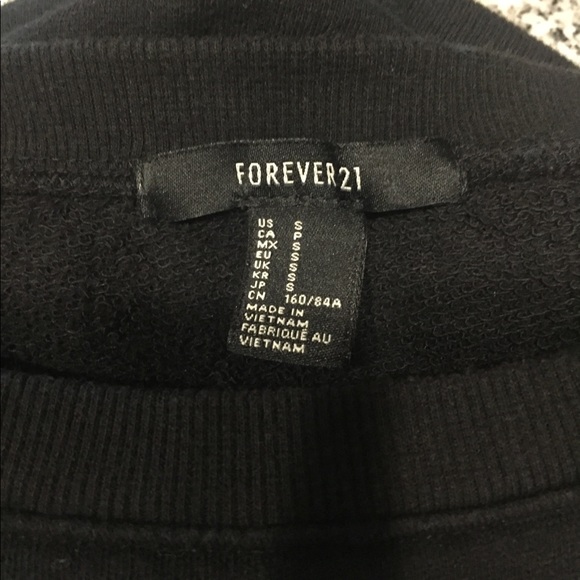 FOREVER21
US S
CA P
MX S
EU S
UK S
KR S
JP S
CN 160/84A
MADE IN
VIETNAM
FABRIQUÉ AU
VIETNAM